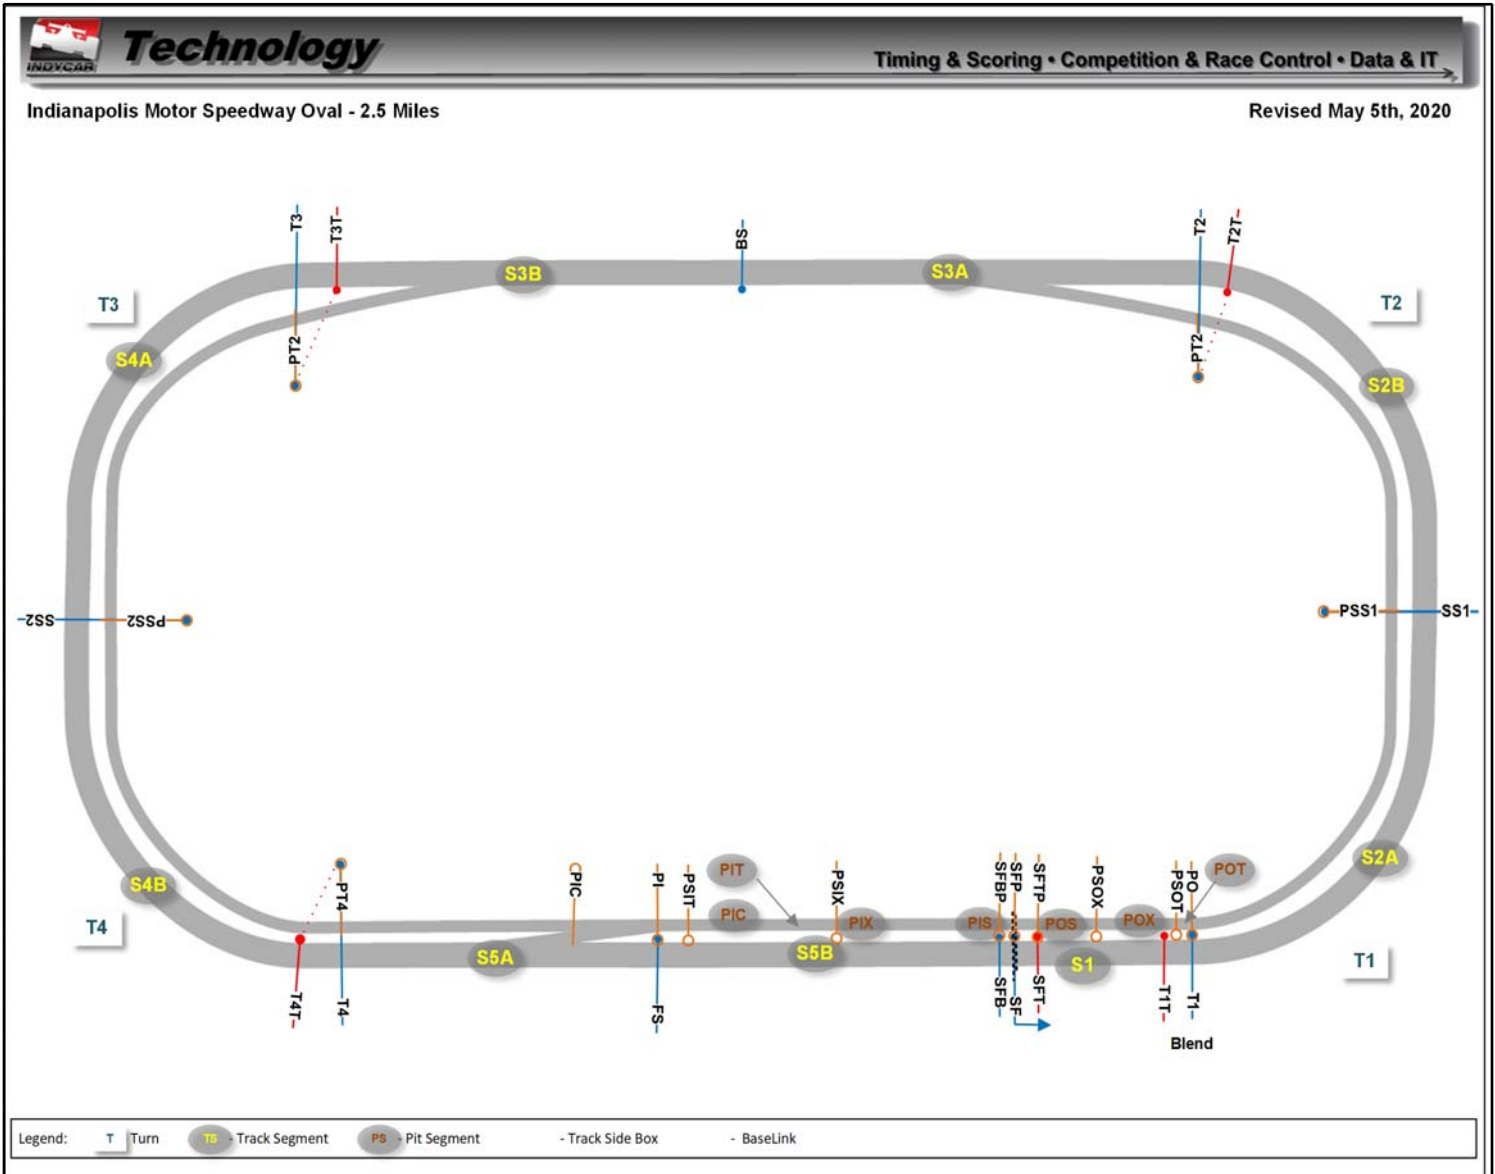 INDYCAR
Technology
Timing & Scoring • Competition & Race Control • Data & IT
Indianapolis Motor Speedway Oval - 2.5 Miles
Revised May 5th, 2020
T3
T3T
BS
T2
T2T
S3B
S3A
T3
T2
PT2
PT2
S4A
S2B
SS2
PSS2
PSS1
SS1
S4B
S2A
T4
T1
PT4
PIC
PI
PSIT
PIT
PIC
PSIX
PIX
PIS
SFBP
SFP
SFTP
POS
PSOX
POX
PSOT
PO
POT
S5A
S5B
S1
T4T
T4
FS
SFB
SF
SFT
T1T
T1
Blend
Legend: T Turn TS - Track Segment PS - Pit Segment - Track Side Box - BaseLink